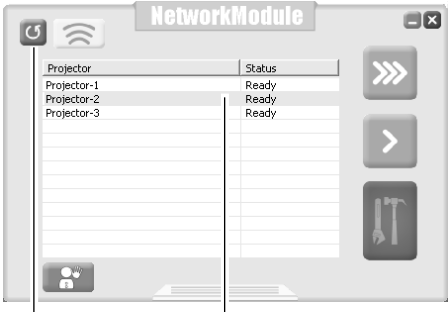 NetworkModule
Projector Status
Projector-1 Ready
Projector-2 Ready
Projector-3 Ready